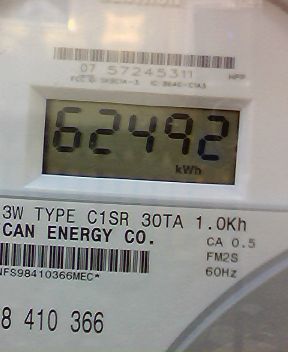 07 57245311 HPP
62492
kWh
3W TYPE C1SR 30TA 1.0Kh
CAN ENERGY CO.
CA 0.5
FM2S
60Hz
NFS98410366MEC*
8 410 366